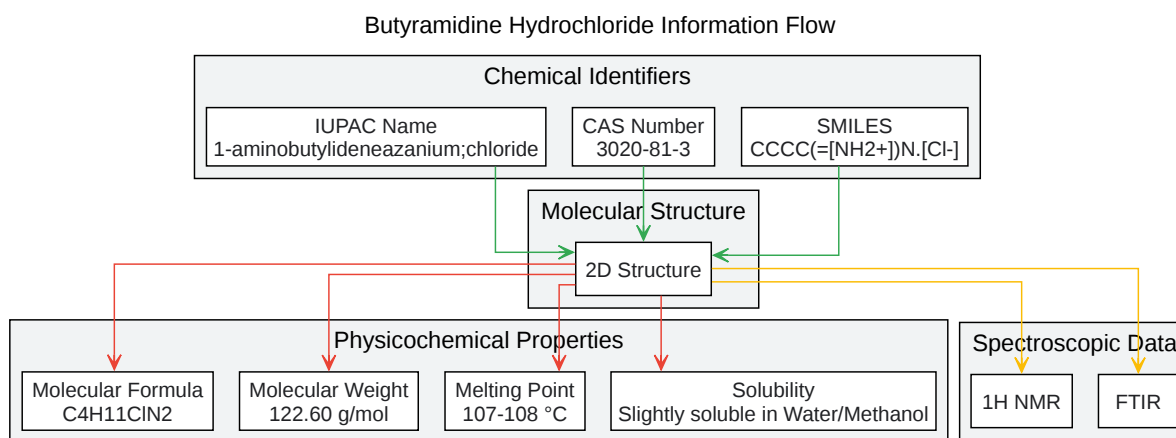 Butyramidine Hydrochloride Information Flow
Chemical Identifiers
IUPAC Name
1-aminobutylideneazanium;chloride
CAS Number
3020-81-3
SMILES
CCCC(=[NH2+])N.[Cl-]
Molecular Structure
2D Structure
Physicochemical Properties
Molecular Formula
C4H11ClN2
Molecular Weight
122.60 g/mol
Melting Point
107-108 °C
Solubility
Slightly soluble in Water/Methanol
Spectroscopic Data
1H NMR
FTIR